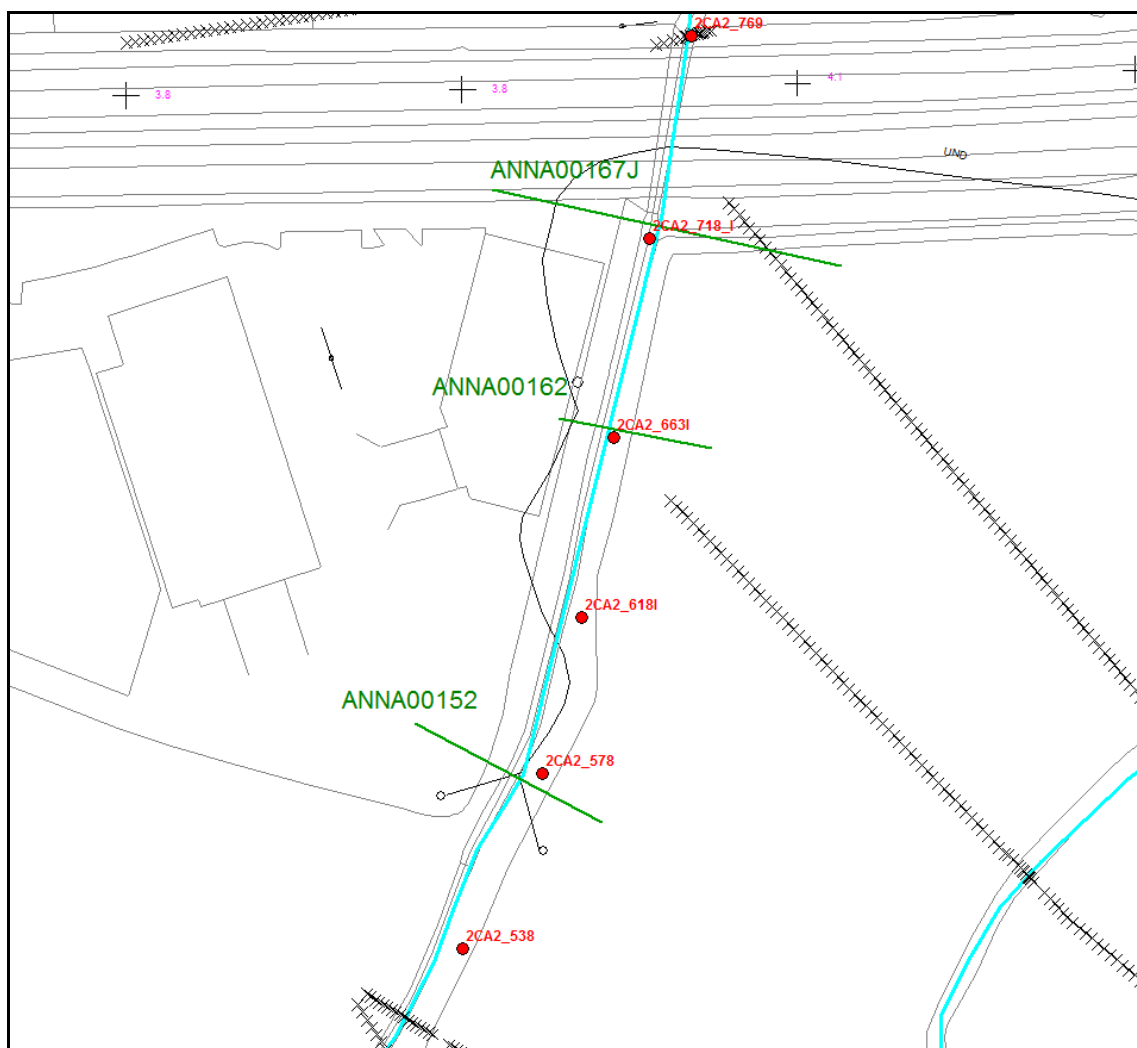 2CA2_769
3.8
3.8
4.1
UND
ANNA00167J
2CA2_718_I
ANNA00162
2CA2_663I
2CA2_618I
ANNA00152
2CA2_578
2CA2_538